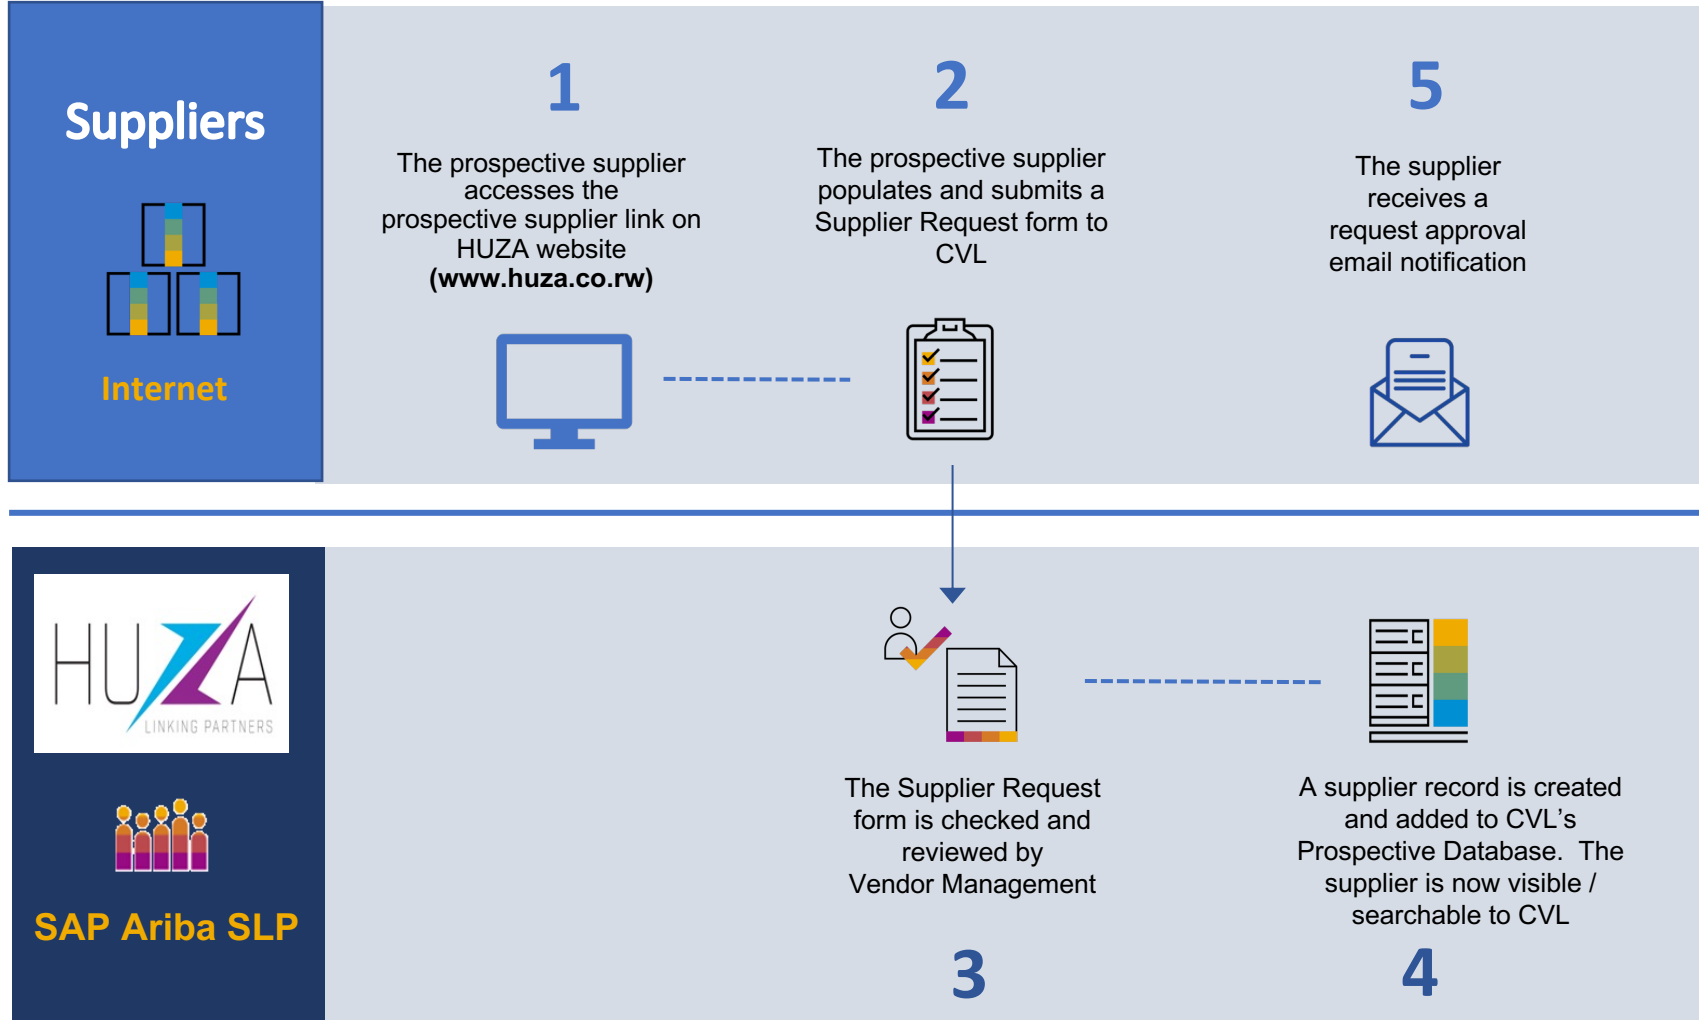 Suppliers
Internet
1
The prospective supplier
accesses the
prospective supplier link on
HUZA website
(www.huza.co.rw)
2
The prospective supplier
populates and submits a
Supplier Request form to
CVL
5
The supplier
receives a
request approval
email notification
HUZA
LINKING PARTNERS
SAP Ariba SLP
The Supplier Request
form is checked and
reviewed by
Vendor Management
3
A supplier record is created
and added to CVL’s
Prospective Database.  The
supplier is now visible /
searchable to CVL
4